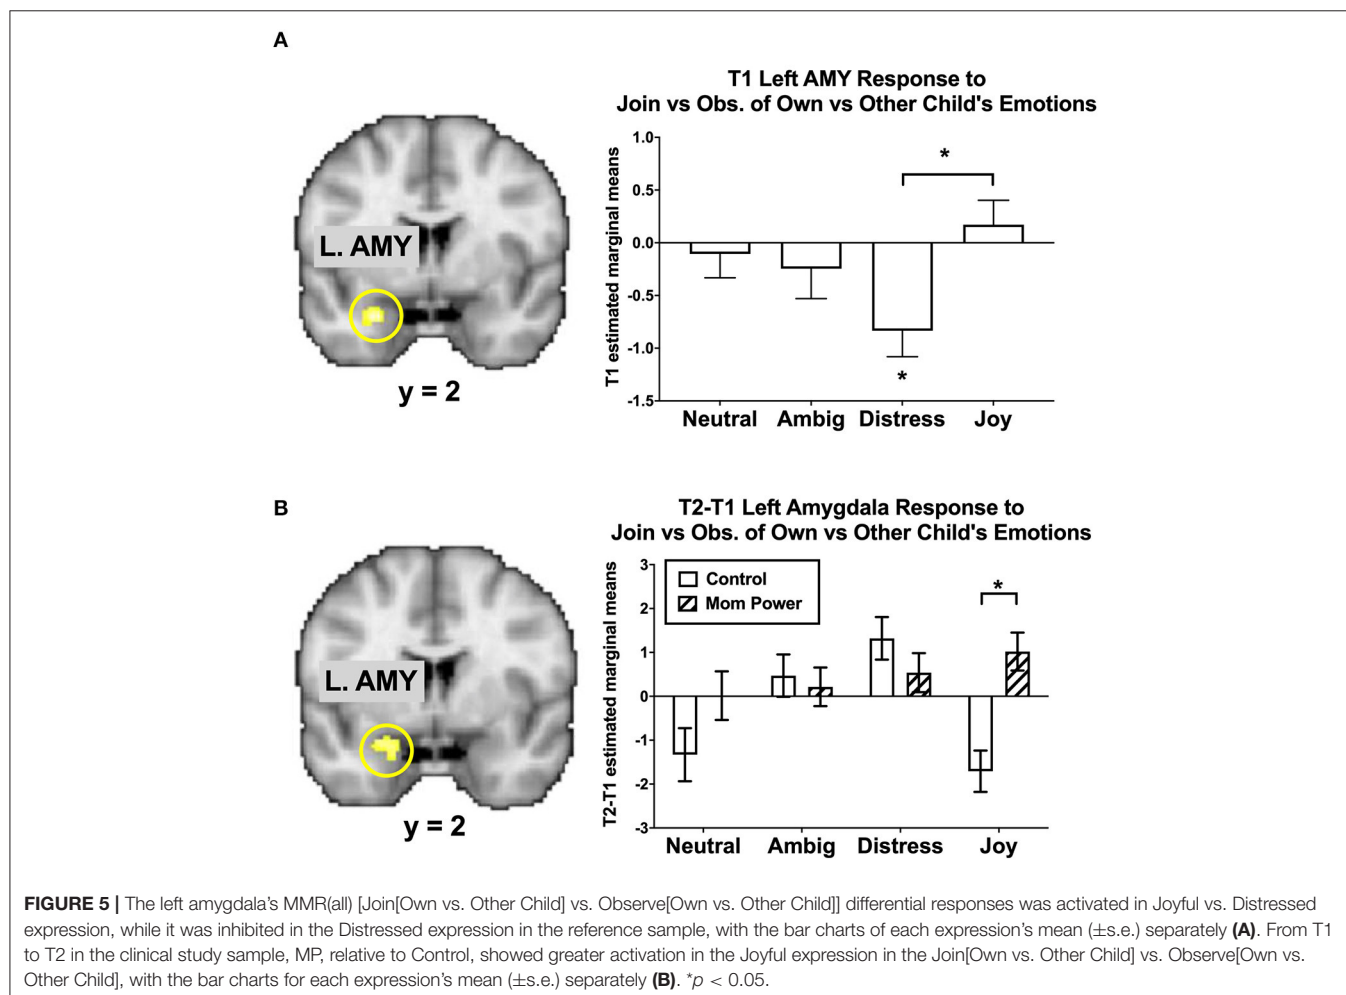 A
T1 Left AMY Response to
Join vs Obs. of Own vs Other Child's Emotions
T1 estimated marginal means
1.0
0.5
0.0
-0.5
-1.0
-1.5
*
*
Neutral Ambig Distress Joy
L. AMY
y = 2
B
T2-T1 Left Amygdala Response to
Join vs Obs. of Own vs Other Child's Emotions
T2-T1 estimated marginal means
3
2
1
0
-1
-2
-3
Control
Mom Power
*
Neutral Ambig Distress Joy
L. AMY
y = 2
FIGURE 5 | The left amygdala's MMR(all) [Join[Own vs. Other Child] vs. Observe[Own vs. Other Child]] differential responses was activated in Joyful vs. Distressed
expression, while it was inhibited in the Distressed expression in the reference sample, with the bar charts of each expression's mean (±s.e.) separately (A). From T1
to T2 in the clinical study sample, MP, relative to Control, showed greater activation in the Joyful expression in the Join[Own vs. Other Child] vs. Observe[Own vs.
Other Child], with the bar charts for each expression's mean (±s.e.) separately (B). *p < 0.05.